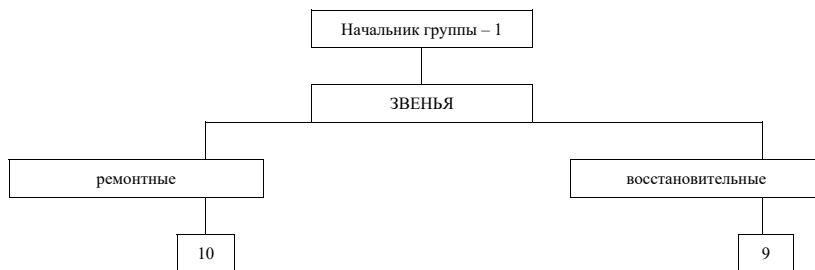 Начальник группы – 1
ЗВЕНЬЯ
ремонтные
восстановительные
10
9